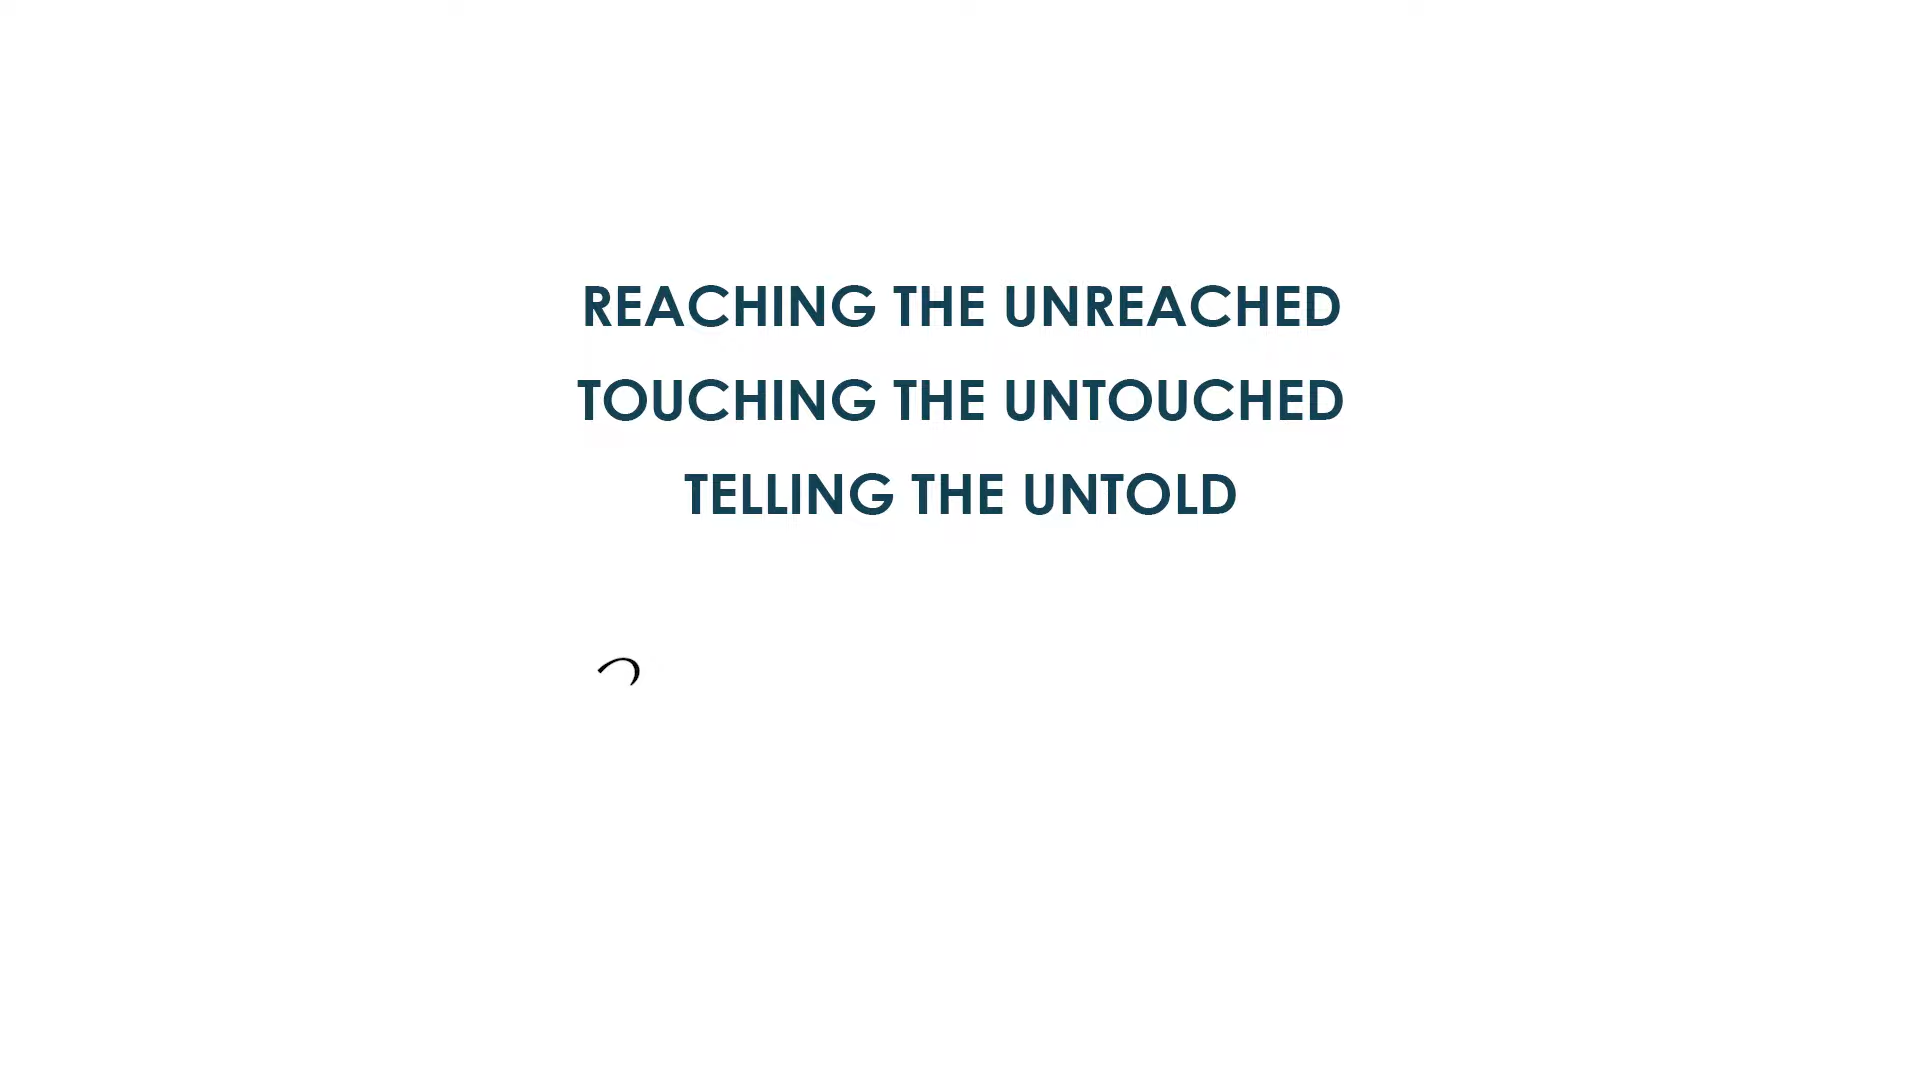 REACHING THE UNREACHED
TOUCHING THE UNTOUCHED
TELLING THE UNTOLD